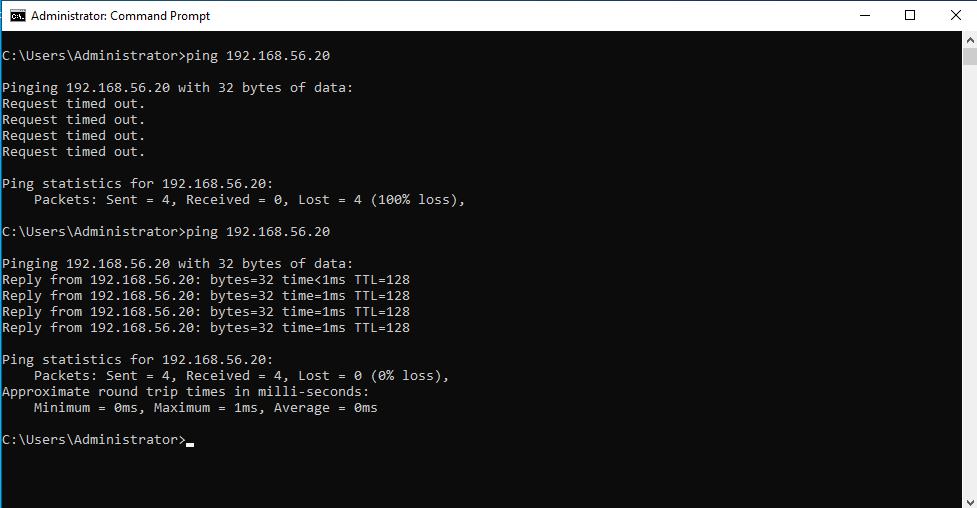 Administrator: Command Prompt
C:\Users\Administrator>ping 192.168.56.20
Pinging 192.168.56.20 with 32 bytes of data:
Request timed out.
Request timed out.
Request timed out.
Request timed out.
Ping statistics for 192.168.56.20:
    Packets: Sent = 4, Received = 0, Lost = 4 (100% loss),
C:\Users\Administrator>ping 192.168.56.20
Pinging 192.168.56.20 with 32 bytes of data:
Reply from 192.168.56.20: bytes=32 time<1ms TTL=128
Reply from 192.168.56.20: bytes=32 time=1ms TTL=128
Reply from 192.168.56.20: bytes=32 time=1ms TTL=128
Reply from 192.168.56.20: bytes=32 time=1ms TTL=128
Ping statistics for 192.168.56.20:
    Packets: Sent = 4, Received = 4, Lost = 0 (0% loss),
Approximate round trip times in milli-seconds:
    Minimum = 0ms, Maximum = 1ms, Average = 0ms
C:\Users\Administrator>